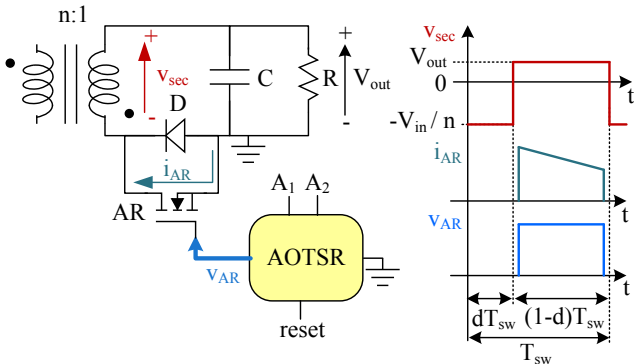 n:1
+
v_sec
-
D
C
R
+
V_out
-
i_AR
AR
v_AR
A_1 A_2
AOTSR
reset
v_sec
V_out
0
t
-V_in / n
i_AR
t
v_AR
t
dT_sw
(1-d)T_sw
T_sw